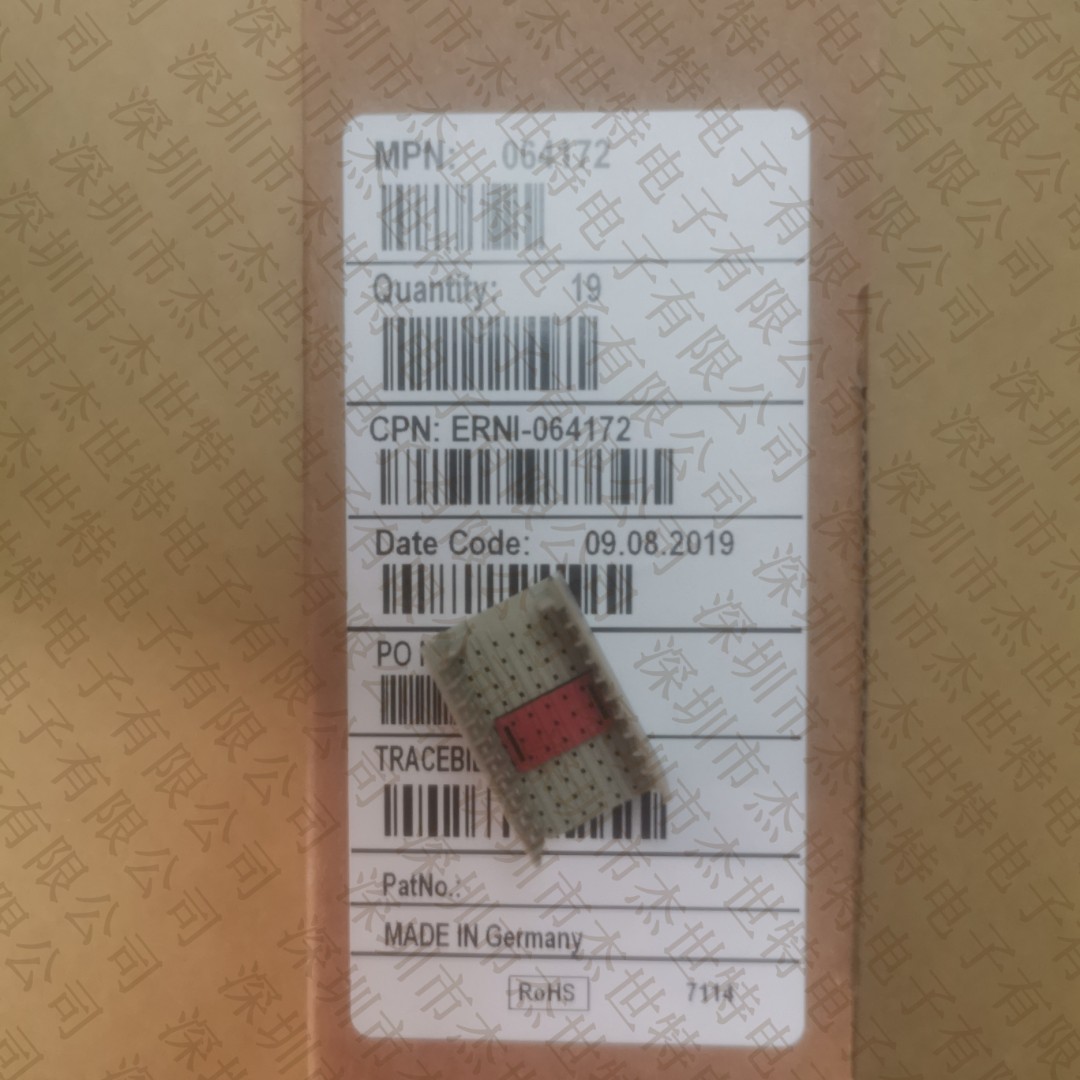 MPN: 064172
Quantity: 19
CPN: ERNI-064172
Date Code: 09.08.2019
PO
PatNo.:
MADE IN Germany
RoHS 7114
深圳市杰世特电子有限公司